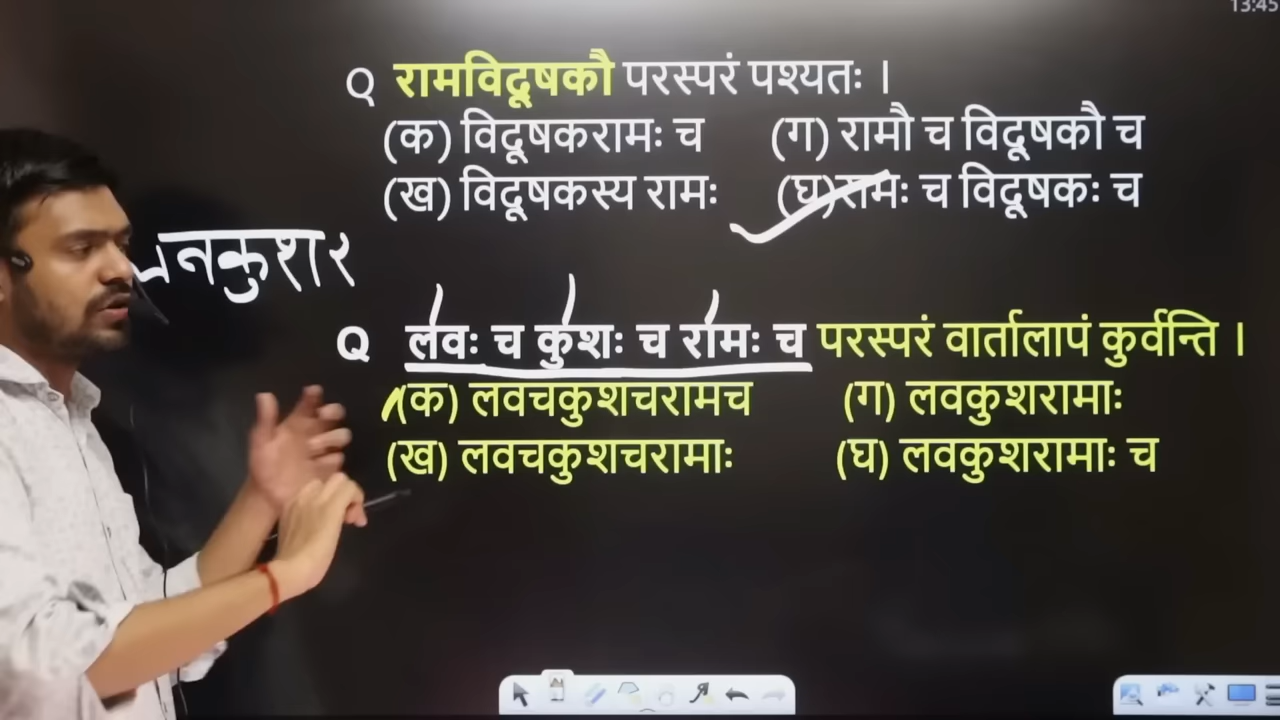 13:45
Q रामविदूषकौ परस्परं पश्यतः ।
(क) विदूषकरामः च (ग) रामौ च विदूषकौ च
(ख) विदूषकस्य रामः (घ) रामः च विदूषकः च
Q लवः च कुशः च रामः च परस्परं वार्तालापं कुर्वन्ति ।
(क) लवचकुशचरामच (ग) लवकुशरामाः
(ख) लवचकुशचरामाः (घ) लवकुशरामाः च